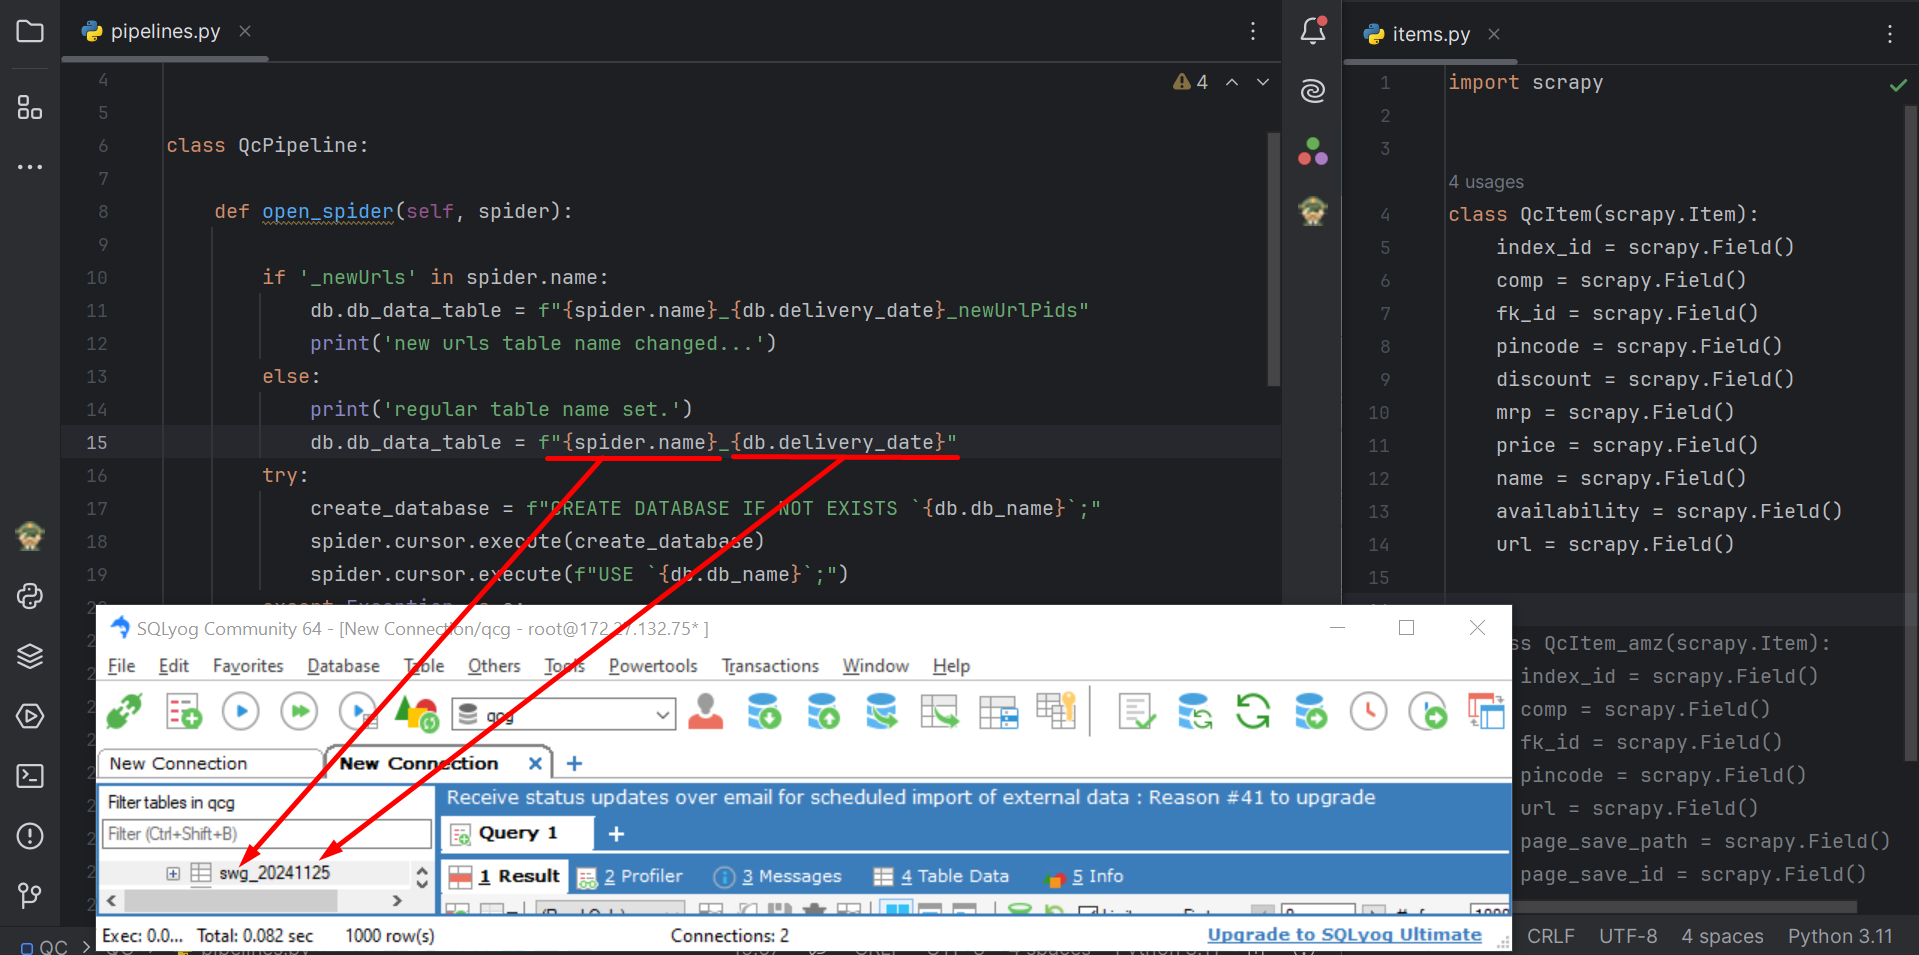 pipelines.py
4
4
5
6 class QcPipeline:
7
8 def open_spider(self, spider):
9
10 if '_newUrls' in spider.name:
11 db.db_data_table = f"{spider.name}_{db.delivery_date}_newUrlPids"
12 print('new urls table name changed...')
13 else:
14 print('regular table name set.')
15 db.db_data_table = f"{spider.name}_{db.delivery_date}"
16 try:
17 create_database = f"CREATE DATABASE IF NOT EXISTS `{db.db_name}`;"
18 spider.cursor.execute(create_database)
19 spider.cursor.execute(f"USE `{db.db_name}`;")
items.py
1 import scrapy
2
3
4 usages
4 class QcItem(scrapy.Item):
5 index_id = scrapy.Field()
6 comp = scrapy.Field()
7 fk_id = scrapy.Field()
8 pincode = scrapy.Field()
9 discount = scrapy.Field()
10 mrp = scrapy.Field()
11 price = scrapy.Field()
12 name = scrapy.Field()
13 availability = scrapy.Field()
14 url = scrapy.Field()
15
ss QcItem_amz(scrapy.Item):
index_id = scrapy.Field()
comp = scrapy.Field()
fk_id = scrapy.Field()
pincode = scrapy.Field()
url = scrapy.Field()
page_save_path = scrapy.Field()
page_save_id = scrapy.Field()
SQLyog Community 64 - [New Connection/qcg - root@172.27.132.75* ]
File Edit Favorites Database Table Others Tools Powertools Transactions Window Help
qcg
New Connection
New Connection
Filter tables in qcg
Filter (Ctrl+Shift+B)
swg_20241125
Receive status updates over email for scheduled import of external data : Reason #41 to upgrade
Query 1
1 Result 2 Profiler 3 Messages 4 Table Data 5 Info
Exec: 0.0... Total: 0.082 sec 1000 row(s) Connections: 2 Upgrade to SQLyog Ultimate
QC
CRLF UTF-8 4 spaces Python 3.11